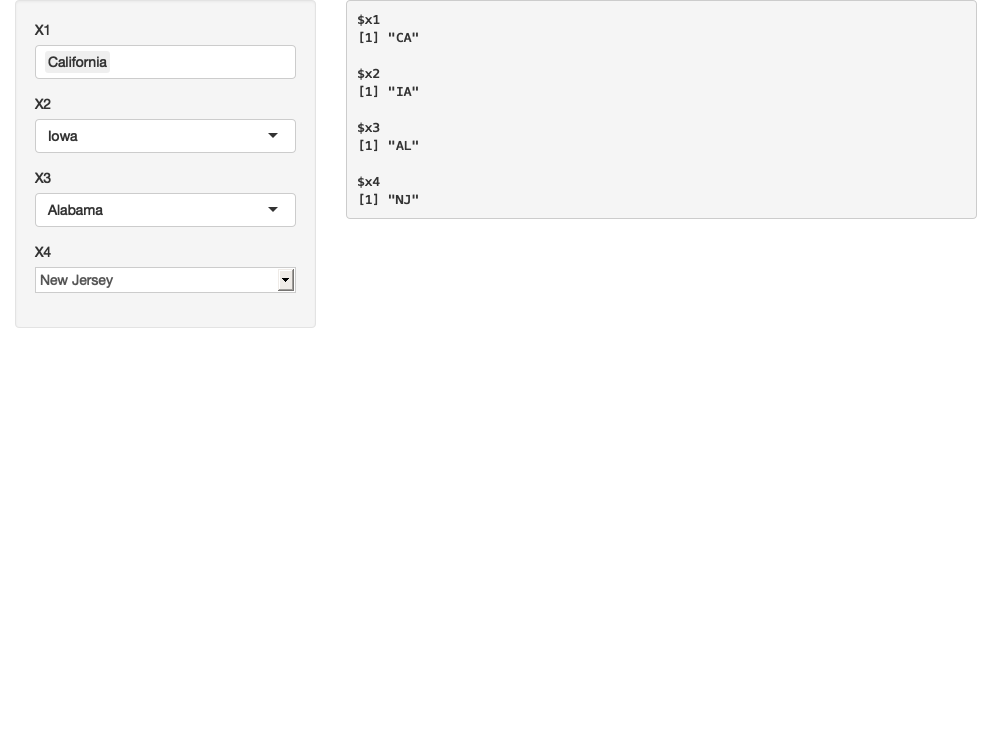 X1
California
X2
Iowa
X3
Alabama
X4
New Jersey
$x1
[1] "CA"
$x2
[1] "IA"
$x3
[1] "AL"
$x4
[1] "NJ"